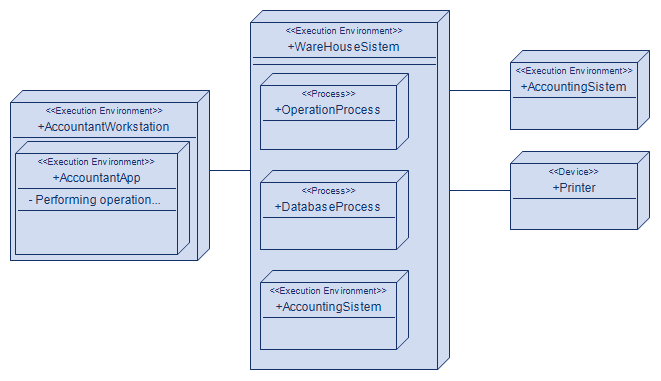 <<Execution Environment>>
+AccountantWorkstation
<<Execution Environment>>
+AccountantApp
- Performing operation...
<<Execution Environment>>
+WareHouseSistem
<<Process>>
+OperationProcess
<<Process>>
+DatabaseProcess
<<Execution Environment>>
+AccountingSistem
<<Execution Environment>>
+AccountingSistem
<<Device>>
+Printer